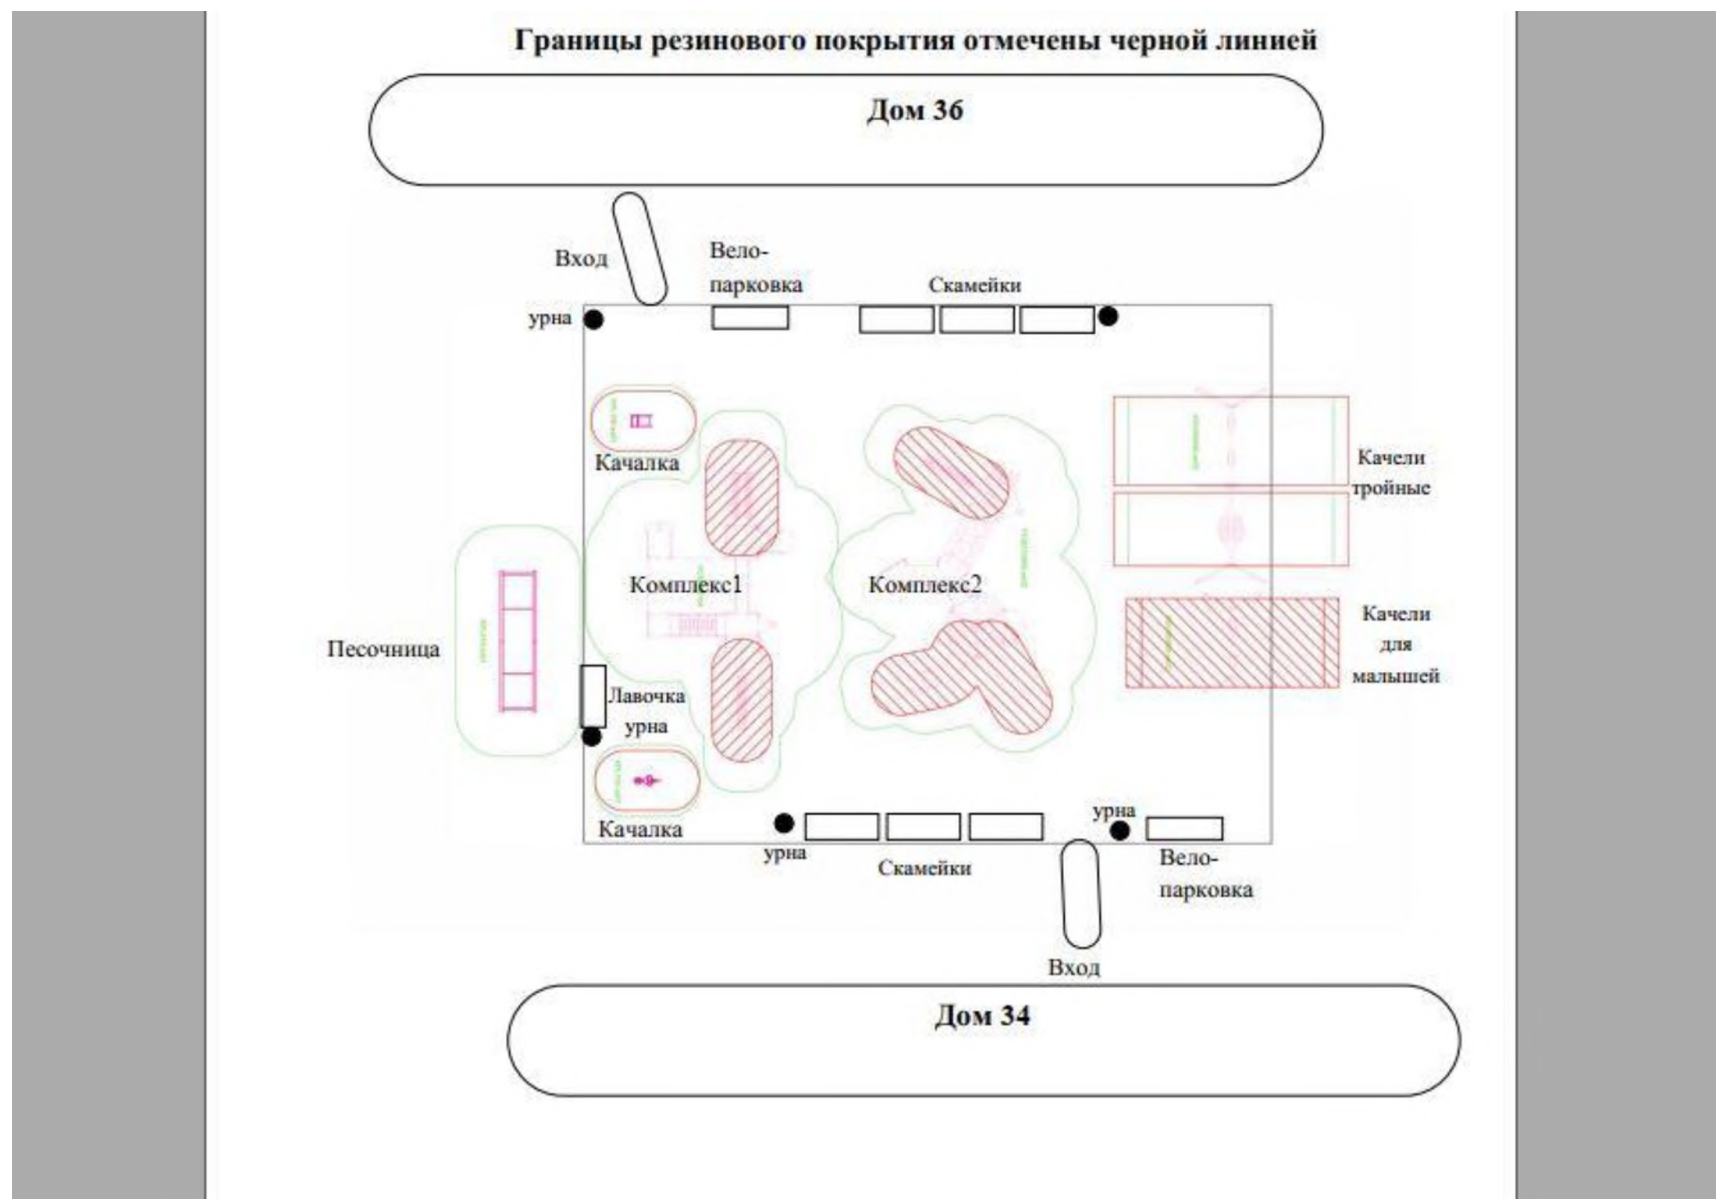 Границы резинового покрытия отмечены черной линией
Дом 36
Вход
Вело-
парковка
Скамейки
урна
Качалка
Качели
тройные
Комплекс1
Комплекс2
Качели
для
малышей
Песочница
Лавочка
урна
Качалка
урна
урна
Скамейки
Вело-
парковка
Вход
Дом 34